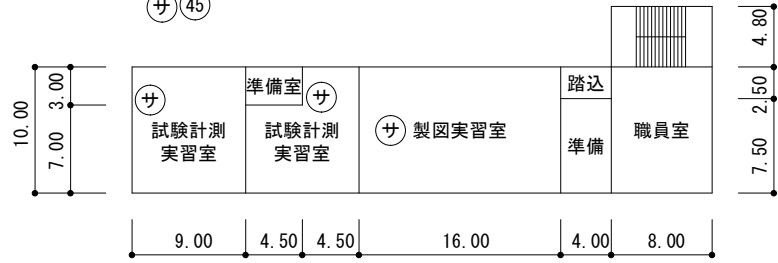 サ 45
4.80
準備室
踏込
サ
サ
3.00
2.50
10.00
試験計測
実習室
試験計測
実習室
サ 製図実習室
準備
職員室
7.00
7.50
9.00 4.50 4.50 16.00 4.00 8.00